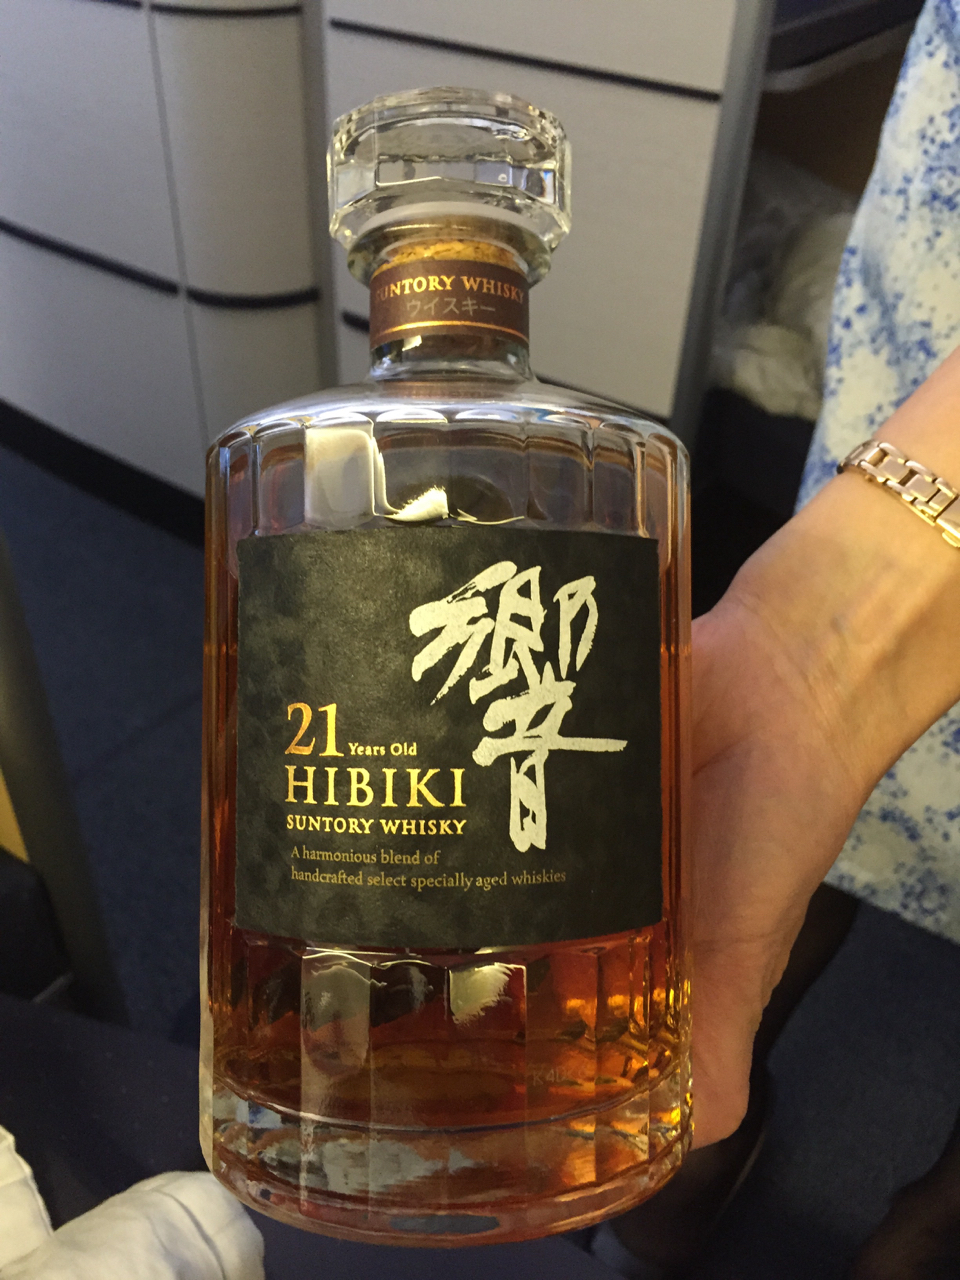 SUNTORY WHISKY
ウイスキー
響
21 Years Old
HIBIKI
SUNTORY WHISKY
A harmonious blend of
handcrafted select specially aged whiskies